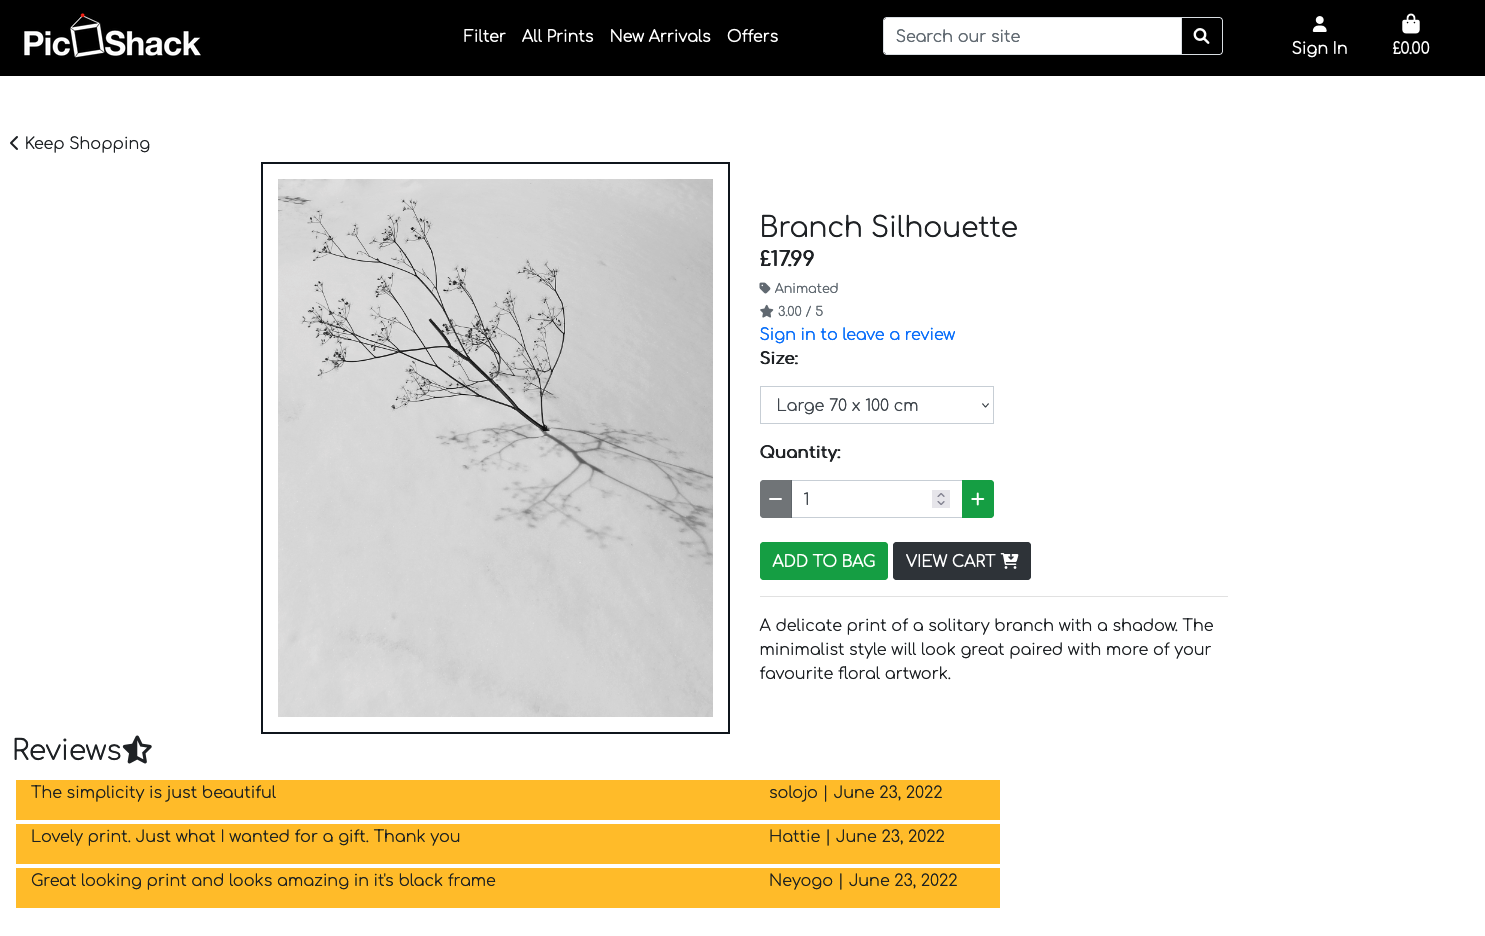 Pic Shack
Filter All Prints New Arrivals Offers
Search our site
Sign In
£0.00
Keep Shopping
Branch Silhouette
£17.99
Animated
3.00 / 5
Sign in to leave a review
Size:
Large 70 x 100 cm
Quantity:
1
ADD TO BAG
VIEW CART
A delicate print of a solitary branch with a shadow. The
minimalist style will look great paired with more of your
favourite floral artwork.
Reviews
The simplicity is just beautiful solojo | June 23, 2022
Lovely print. Just what I wanted for a gift. Thank you Hattie | June 23, 2022
Great looking print and looks amazing in it's black frame Neyogo | June 23, 2022